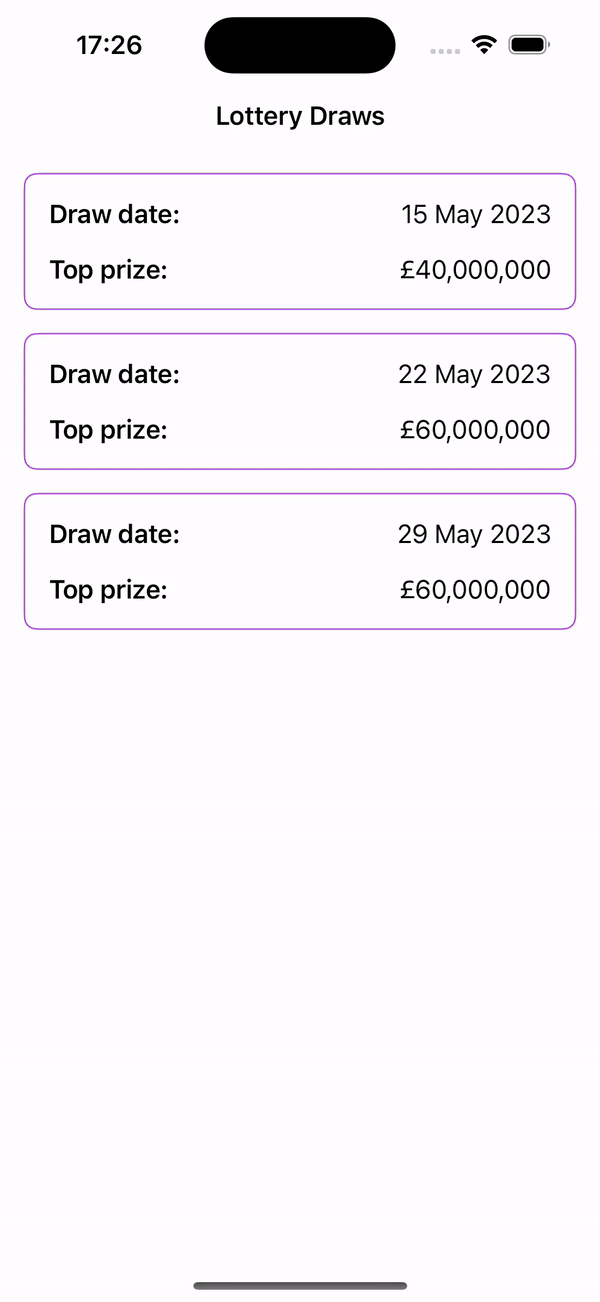 17:26
Lottery Draws
Draw date: 15 May 2023
Top prize: £40,000,000
Draw date: 22 May 2023
Top prize: £60,000,000
Draw date: 29 May 2023
Top prize: £60,000,000